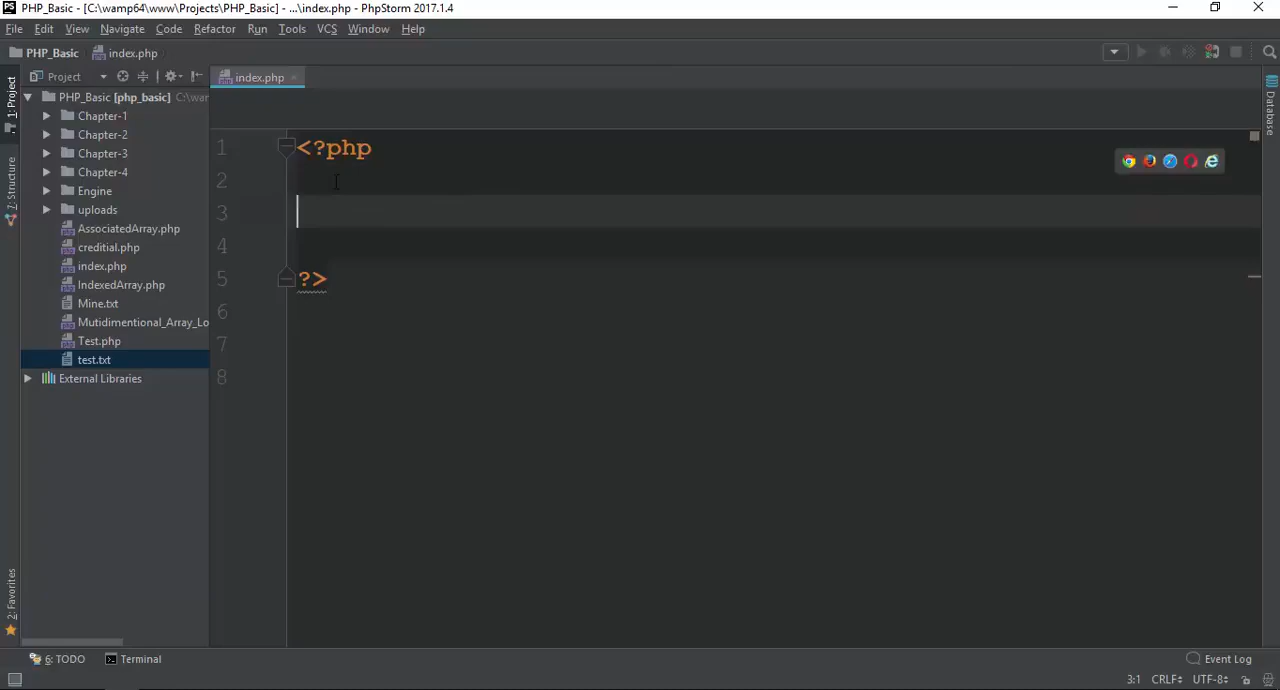 PS PHP_Basic - [C:\wamp64\www\Projects\PHP_Basic] - ...\index.php - PhpStorm 2017.1.4
File Edit View Navigate Code Refactor Run Tools VCS Window Help
PHP_Basic index.php
Project index.php
1: Project
7: Structure
2: Favorites
Database
PHP_Basic [php_basic] C:\war
Chapter-1
Chapter-2
Chapter-3
Chapter-4
Engine
uploads
AssociatedArray.php
creditial.php
index.php
IndexedArray.php
Mine.txt
Mutidimentional_Array_Lo
Test.php
test.txt
External Libraries
1 <?php
2
3
4
5 ?>
6
7
8
6: TODO Terminal Event Log
3:1 CRLF UTF-8